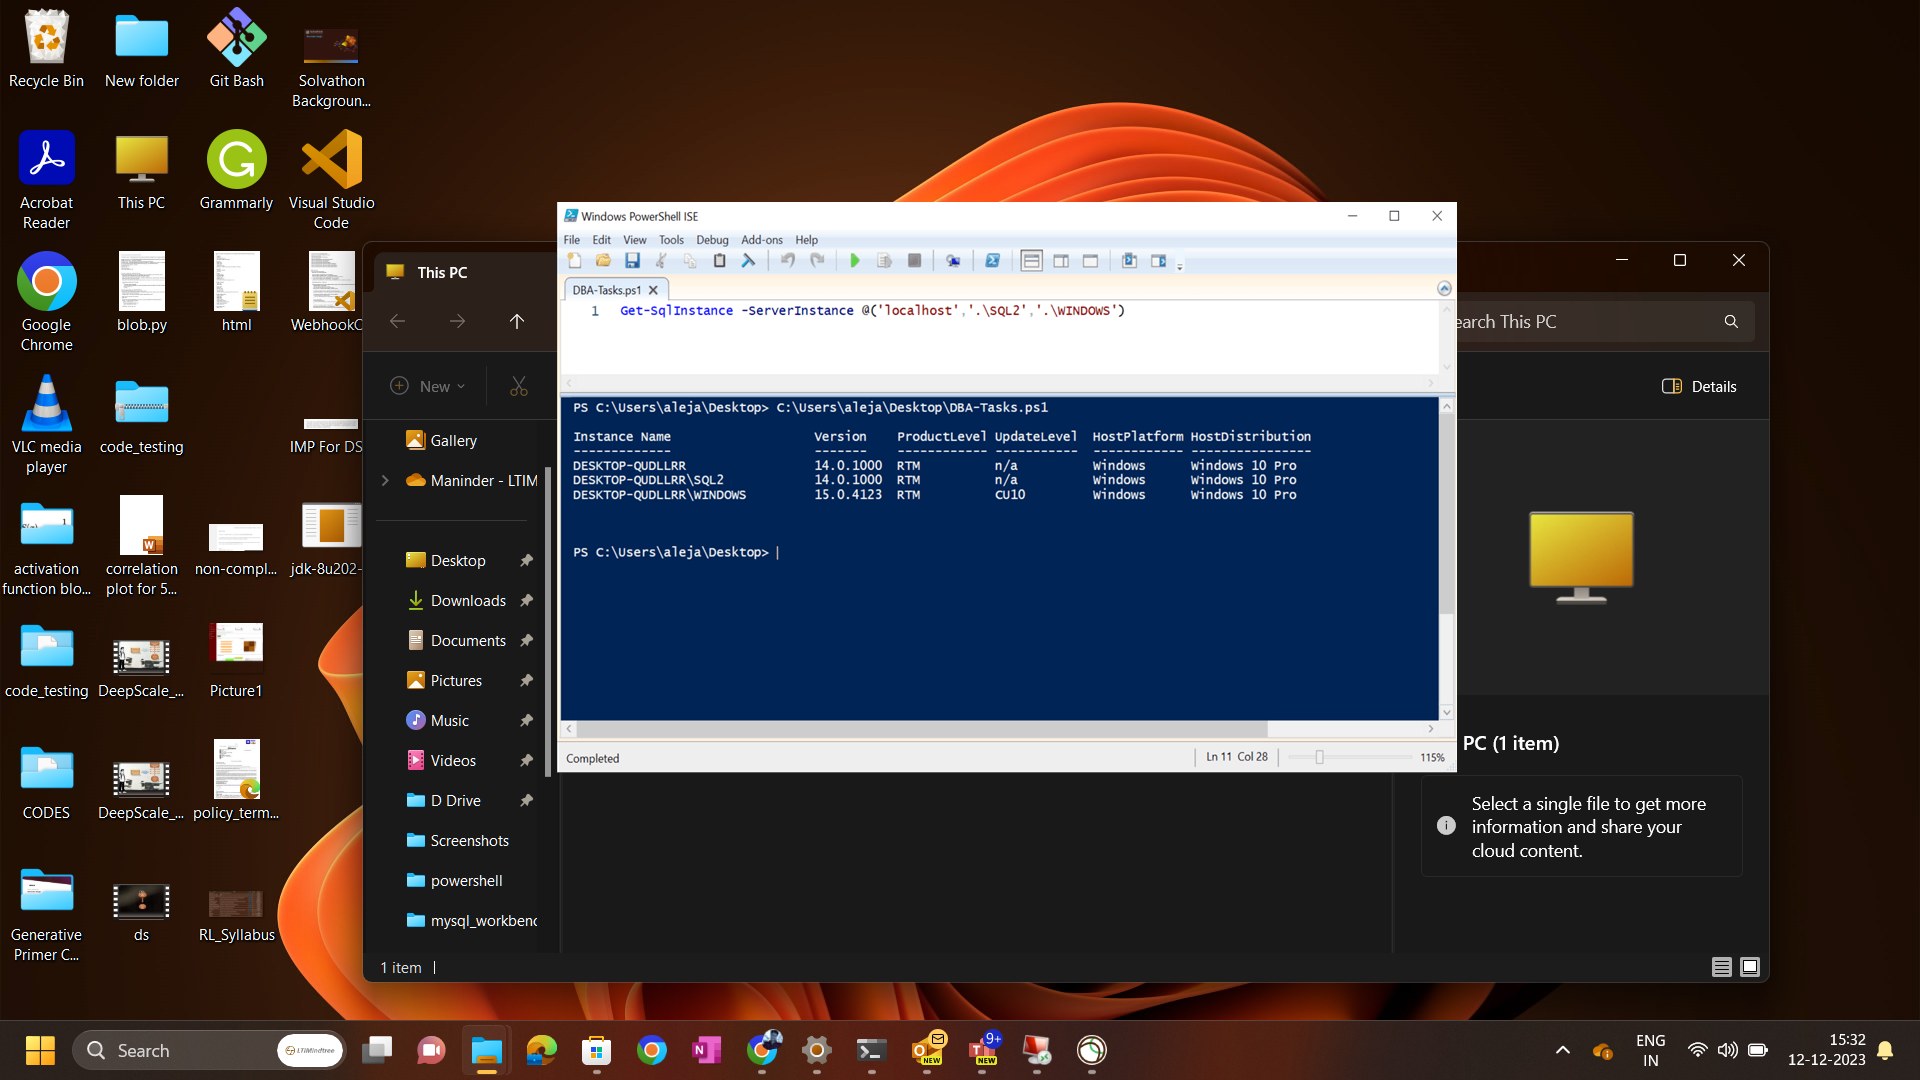 Recycle Bin
New folder
Git Bash
Solvathon
Backgroun...
Acrobat
Reader
This PC
Grammarly
Visual Studio
Code
Google
Chrome
blob.py
html
WebhookC
VLC media
player
code_testing
IMP For DS
activation
function blo...
correlation
plot for 5...
non-compl...
jdk-8u202-
code_testing
DeepScale_...
Picture1
CODES
DeepScale_...
policy_term...
Generative
Primer C...
ds
RL_Syllabus
This PC
New
Gallery
Maninder - LTIM
Desktop
Downloads
Documents
Pictures
Music
Videos
D Drive
Screenshots
powershell
mysql_workbenc
1 item
Windows PowerShell ISE
File Edit View Tools Debug Add-ons Help
DBA-Tasks.ps1
1 Get-SqlInstance -ServerInstance @('localhost','.\SQL2','.\WINDOWS')
PS C:\Users\aleja\Desktop> C:\Users\aleja\Desktop\DBA-Tasks.ps1
Instance Name Version ProductLevel UpdateLevel HostPlatform HostDistribution
------------- ------- ------------ ----------- ------------ ----------------
DESKTOP-QUDLLRR 14.0.1000 RTM n/a Windows Windows 10 Pro
DESKTOP-QUDLLRR\SQL2 14.0.1000 RTM n/a Windows Windows 10 Pro
DESKTOP-QUDLLRR\WINDOWS 15.0.4123 RTM CU10 Windows Windows 10 Pro
PS C:\Users\aleja\Desktop>
Completed
Ln 11 Col 28
115%
earch This PC
Details
PC (1 item)
Select a single file to get more
information and share your
cloud content.
Search
LTIMindtree
NEW
9+
NEW
ENG
IN
15:32
12-12-2023